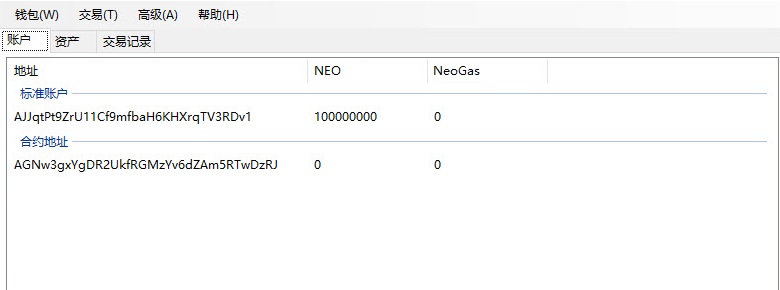 钱包(W) 交易(T) 高级(A) 帮助(H)
账户 资产 交易记录
地址 NEO NeoGas
标准账户
AJJqtPt9ZrU11Cf9mfbaH6KHXrqTV3RDv1 100000000 0
合约地址
AGNw3gxYgDR2UkfRGMzYv6dZAm5RTwDzRJ 0 0